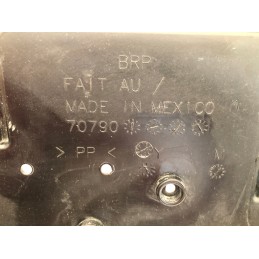 BRP
FAIT AU /
MADE IN MEXICO
70790
> PP <